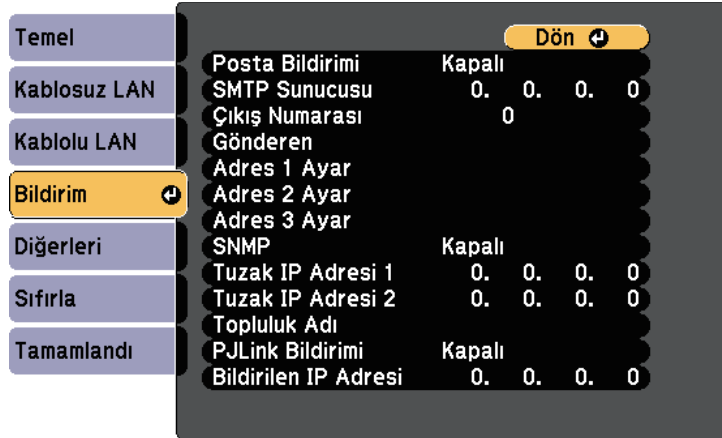 Temel
Kablosuz LAN
Kablolu LAN
Bildirim
Diğerleri
Sıfırla
Tamamlandı
Dön
Posta Bildirimi Kapalı
SMTP Sunucusu 0. 0. 0. 0
Çıkış Numarası 0
Gönderen
Adres 1 Ayar
Adres 2 Ayar
Adres 3 Ayar
SNMP Kapalı
Tuzak IP Adresi 1 0. 0. 0. 0
Tuzak IP Adresi 2 0. 0. 0. 0
Topluluk Adı
PJLink Bildirimi Kapalı
Bildirilen IP Adresi 0. 0. 0. 0